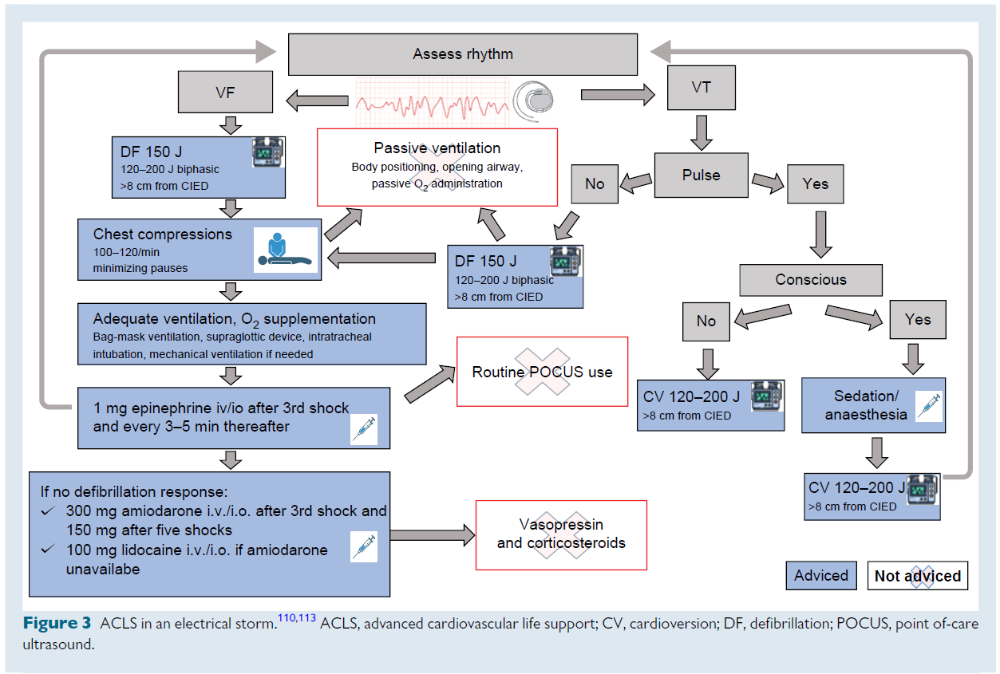 Assess rhythm
VF
VT
DF 150 J
120–200 J biphasic
>8 cm from CIED
Passive ventilation
Body positioning, opening airway,
passive O2 administration
Pulse
No
Yes
Chest compressions
100–120/min
minimizing pauses
DF 150 J
120–200 J biphasic
>8 cm from CIED
Conscious
No
Yes
Adequate ventilation, O2 supplementation
Bag-mask ventilation, supraglottic device, intratracheal
intubation, mechanical ventilation if needed
Routine POCUS use
CV 120–200 J
>8 cm from CIED
Sedation/
anaesthesia
1 mg epinephrine iv/io after 3rd shock
and every 3–5 min thereafter
CV 120–200 J
>8 cm from CIED
If no defibrillation response:
✓ 300 mg amiodarone i.v./i.o. after 3rd shock and
150 mg after five shocks
✓ 100 mg lidocaine i.v./i.o. if amiodarone
unavailabe
Vasopressin
and corticosteroids
Adviced
Not adviced
Figure 3 ACLS in an electrical storm.110,113 ACLS, advanced cardiovascular life support; CV, cardioversion; DF, defibrillation; POCUS, point of-care
ultrasound.